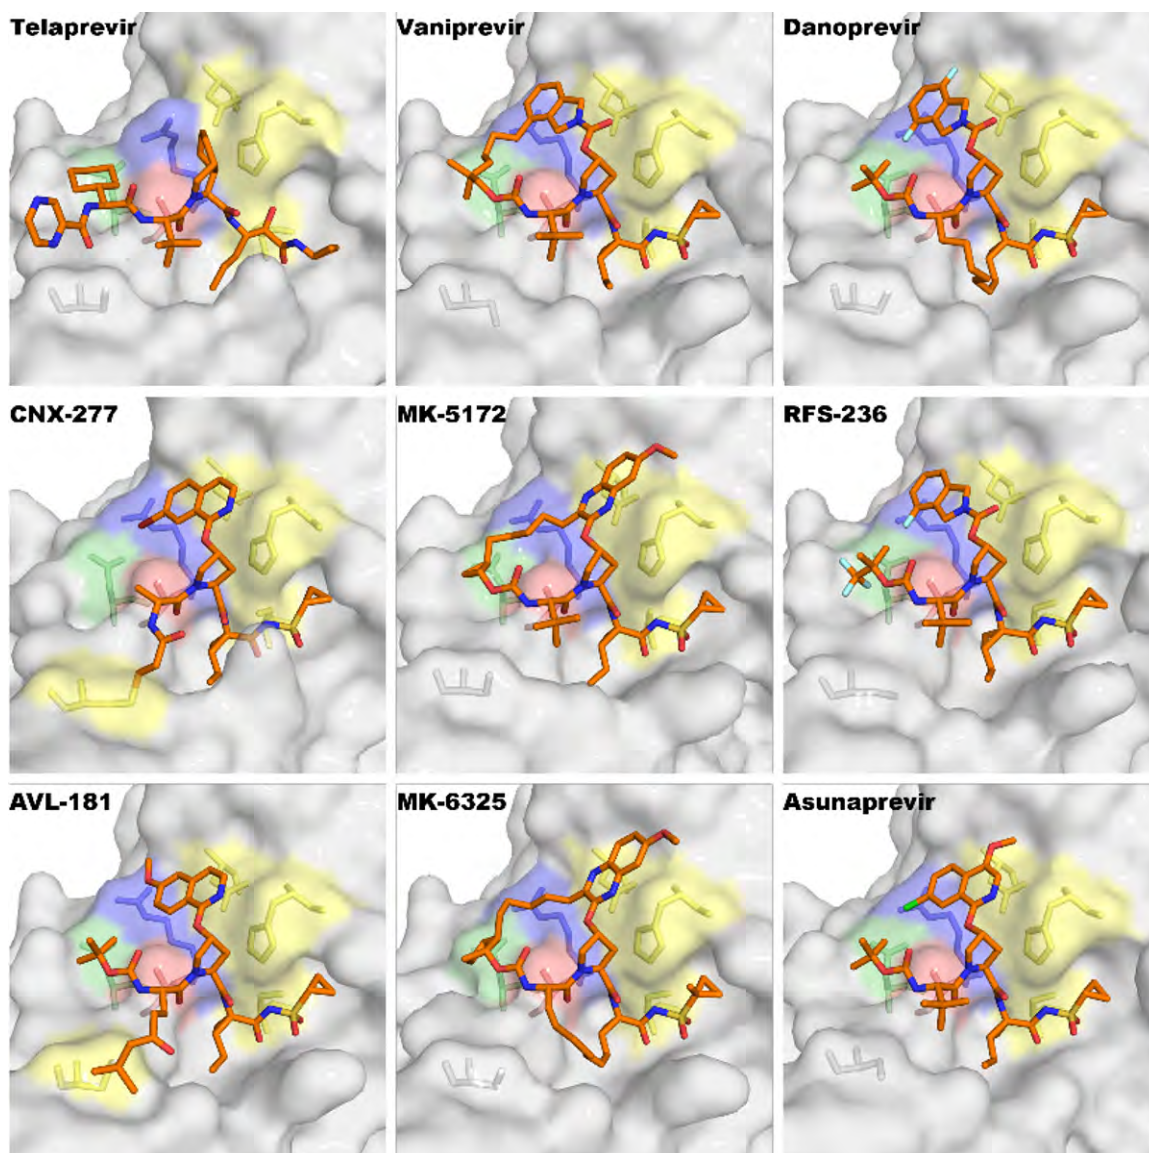 Telaprevir
Vaniprevir
Danoprevir
CNX-277
MK-5172
RFS-236
AVL-181
MK-6325
Asunaprevir